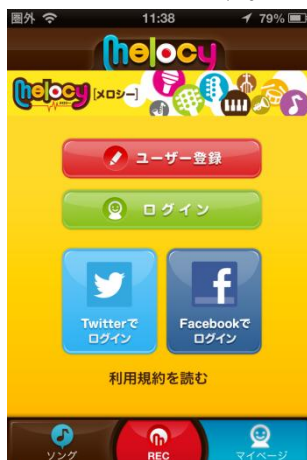 圏外 11:38 79%
melocy
melocy [メロシー]
ユーザー登録
ログイン
Twitterで
ログイン
Facebookで
ログイン
利用規約を読む
ソング REC マイページ